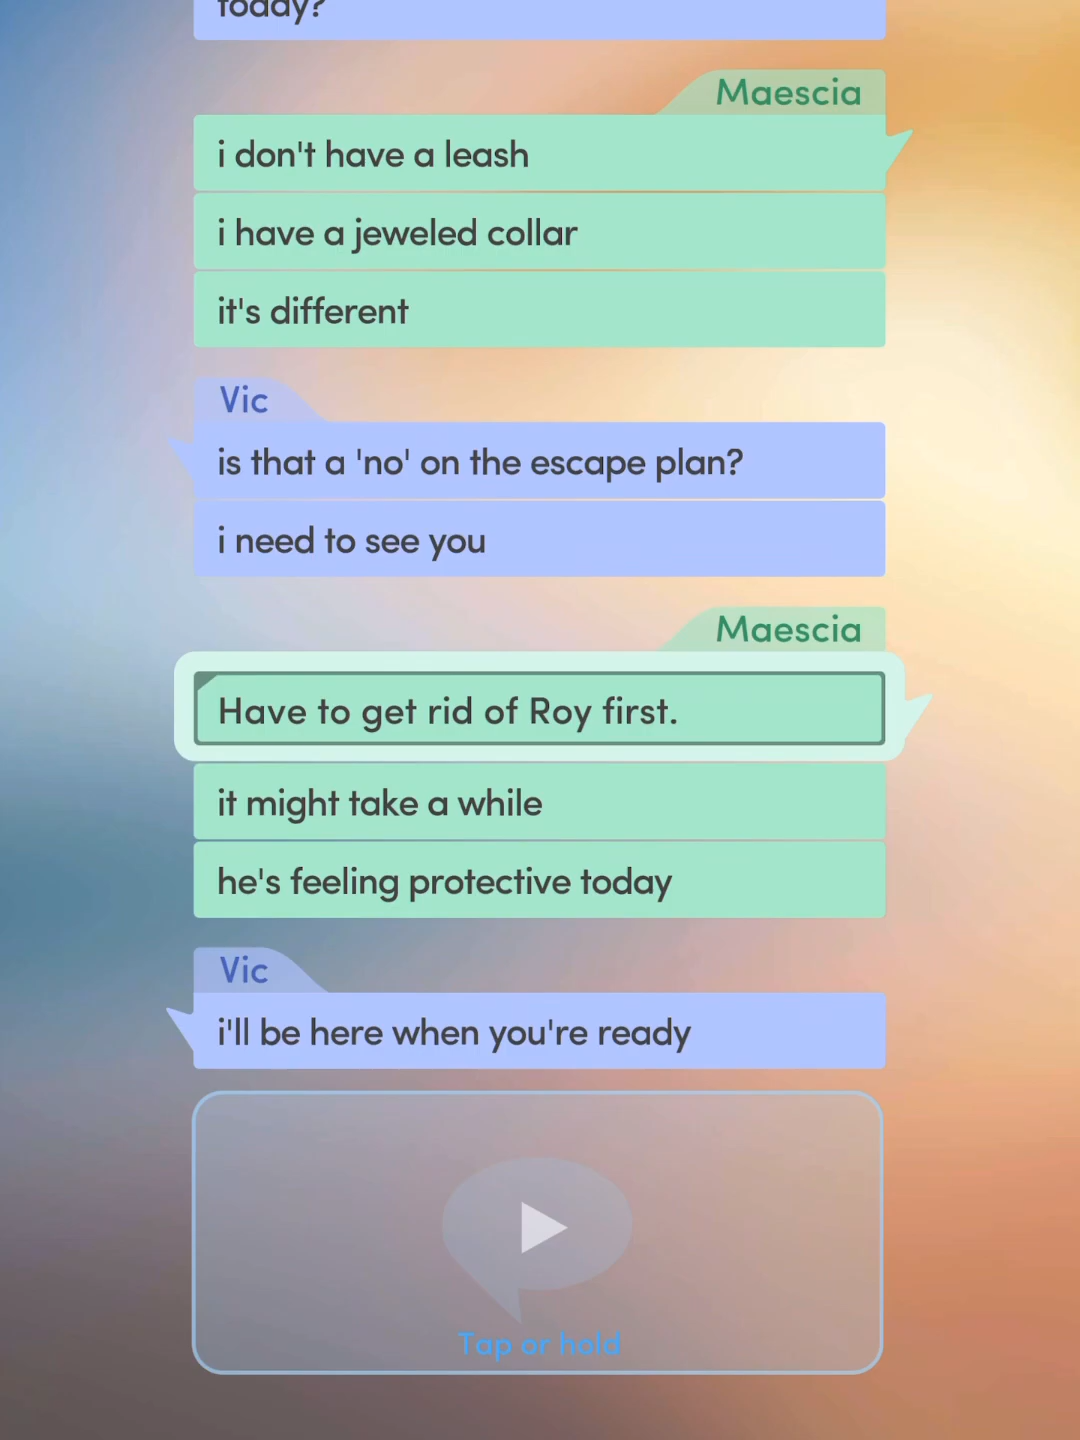 today?
Maescia
i don't have a leash
i have a jeweled collar
it's different
Vic
is that a 'no' on the escape plan?
i need to see you
Maescia
Have to get rid of Roy first.
it might take a while
he's feeling protective today
Vic
i'll be here when you're ready
Tap or hold